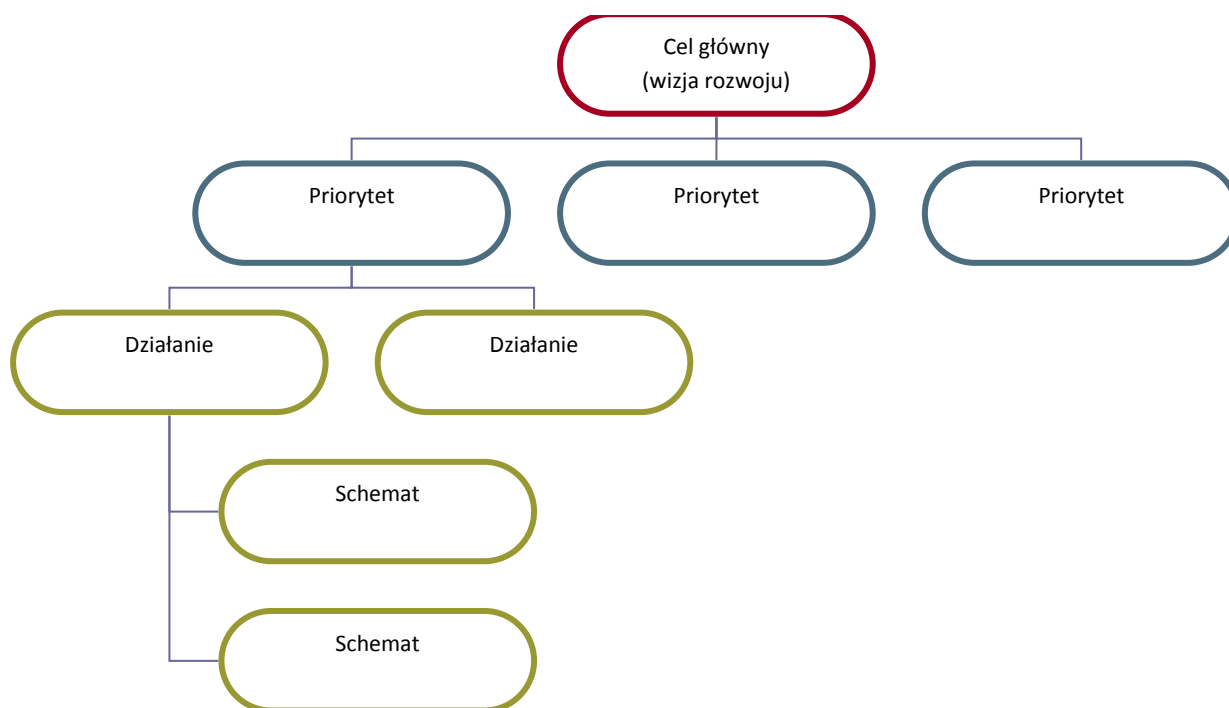 Cel główny
(wizja rozwoju)
Priorytet
Priorytet
Priorytet
Działanie
Działanie
Schemat
Schemat